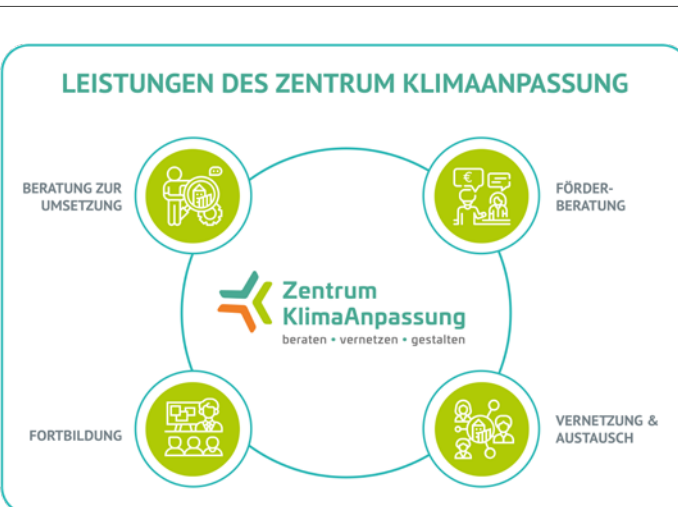 LEISTUNGEN DES ZENTRUM KLIMAANPASSUNG
BERATUNG ZUR
UMSETZUNG
€
FÖRDER-
BERATUNG
Zentrum
KlimaAnpassung
beraten • vernetzen • gestalten
FORTBILDUNG
VERNETZUNG &
AUSTAUSCH